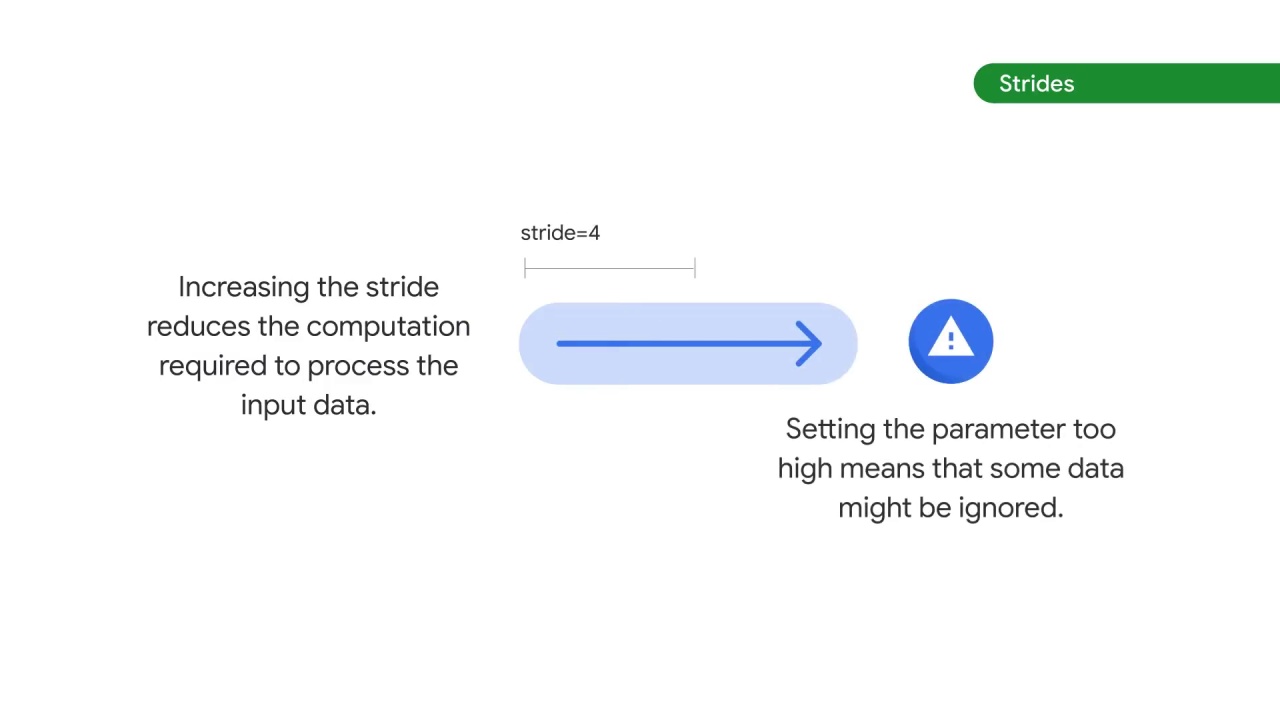 Strides
stride=4
Increasing the stride
reduces the computation
required to process the
input data.
Setting the parameter too
high means that some data
might be ignored.